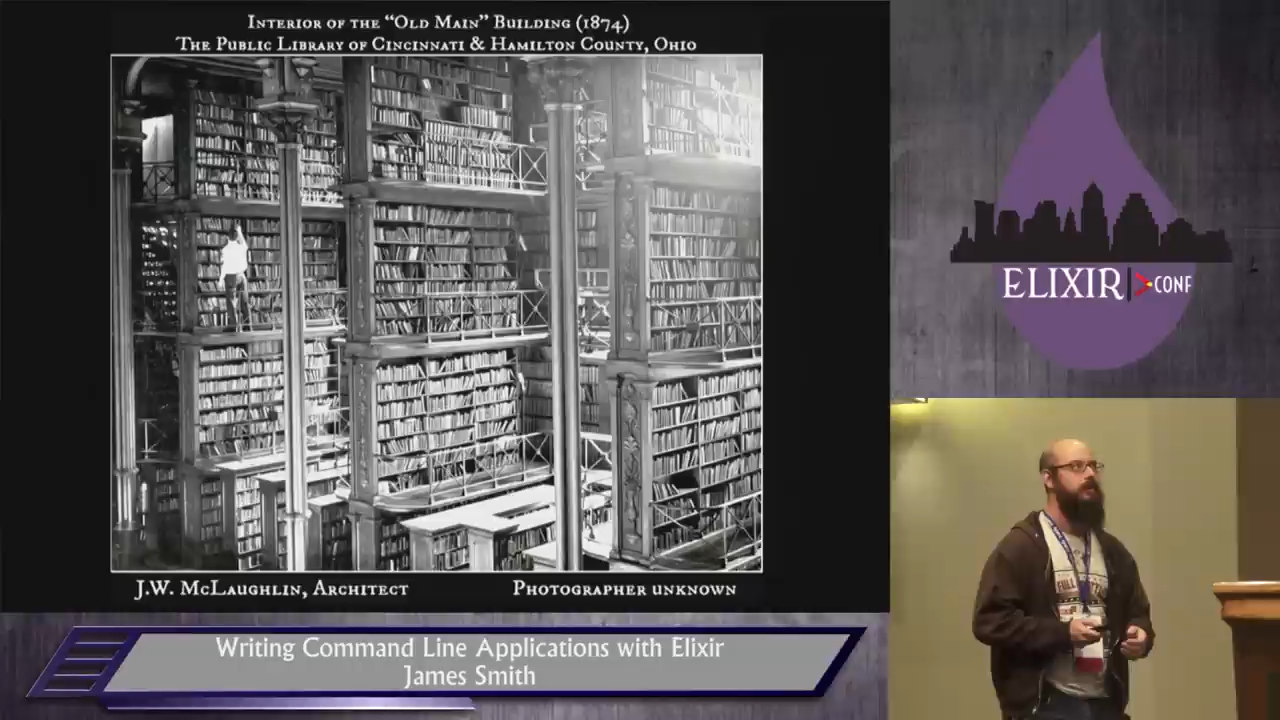 Interior of the “Old Main” Building (1874)
The Public Library of Cincinnati & Hamilton County, Ohio
J.W. McLaughlin, Architect
Photographer unknown
ELIXIR
CONF
FULL
Writing Command Line Applications with Elixir
James Smith